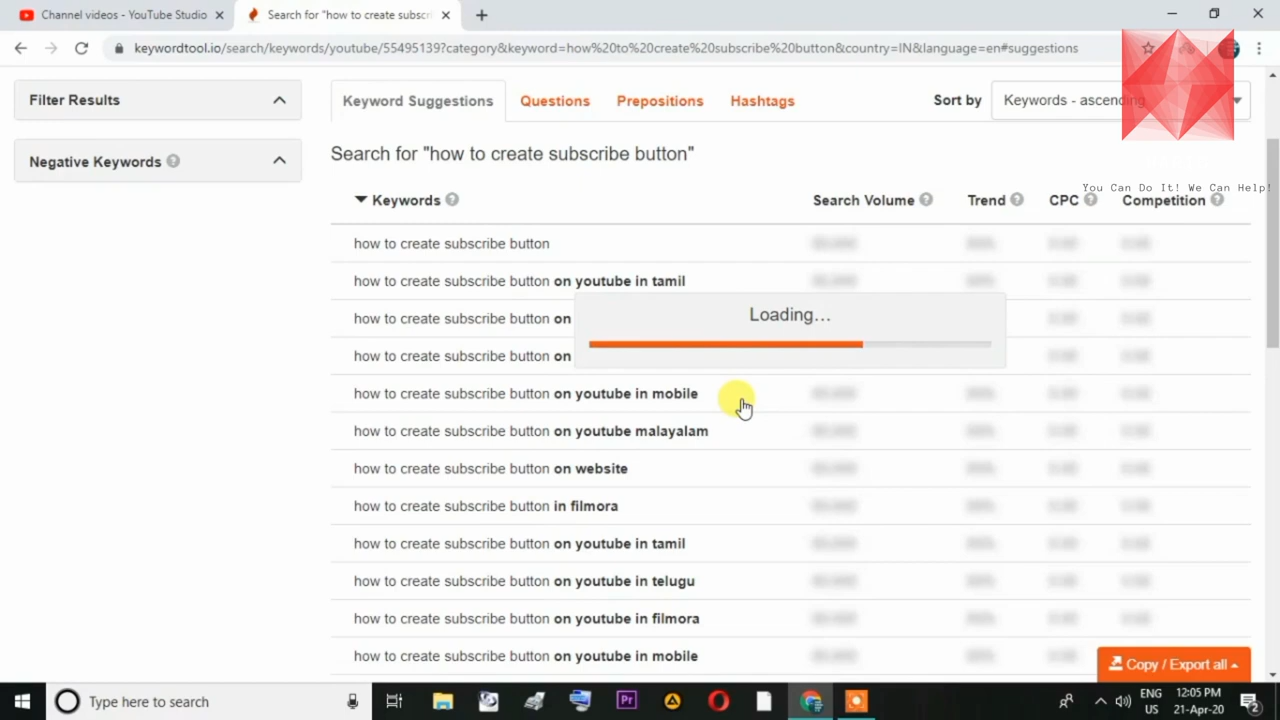 Channel videos - YouTube Studio
Search for "how to create subscri
keywordtool.io/search/keywords/youtube/55495139?category&keyword=how%20to%20create%20subscribe%20button&country=IN&language=en#suggestions
Filter Results
Negative Keywords
Keyword Suggestions
Questions
Prepositions
Hashtags
Sort by
Keywords - ascending
Search for "how to create subscribe button"
You Can Do It! We Can Help!
Keywords
Search Volume
Trend
CPC
Competition
how to create subscribe button
how to create subscribe button on youtube in tamil
how to create subscribe button on
how to create subscribe button on
Loading...
how to create subscribe button on youtube in mobile
how to create subscribe button on youtube malayalam
how to create subscribe button on website
how to create subscribe button in filmora
how to create subscribe button on youtube in tamil
how to create subscribe button on youtube in telugu
how to create subscribe button on youtube in filmora
how to create subscribe button on youtube in mobile
Copy / Export all
Type here to search
Pr
ENG
US
12:05 PM
21-Apr-20
2